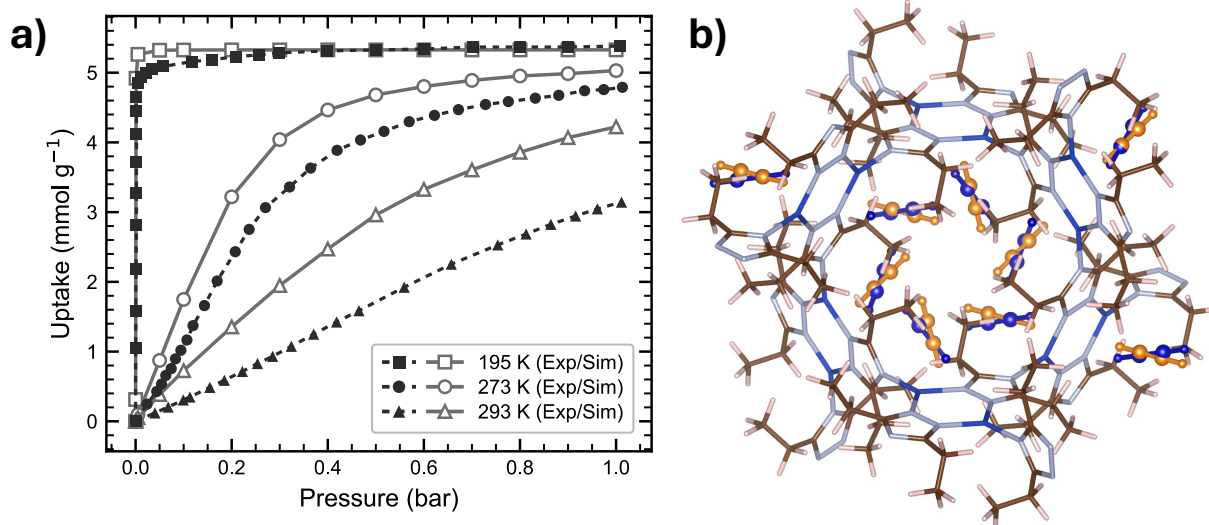 a)
b)
Uptake (mmol g⁻¹)
5
4
3
2
1
0
195 K (Exp/Sim)
273 K (Exp/Sim)
293 K (Exp/Sim)
0.0 0.2 0.4 0.6 0.8 1.0
Pressure (bar)